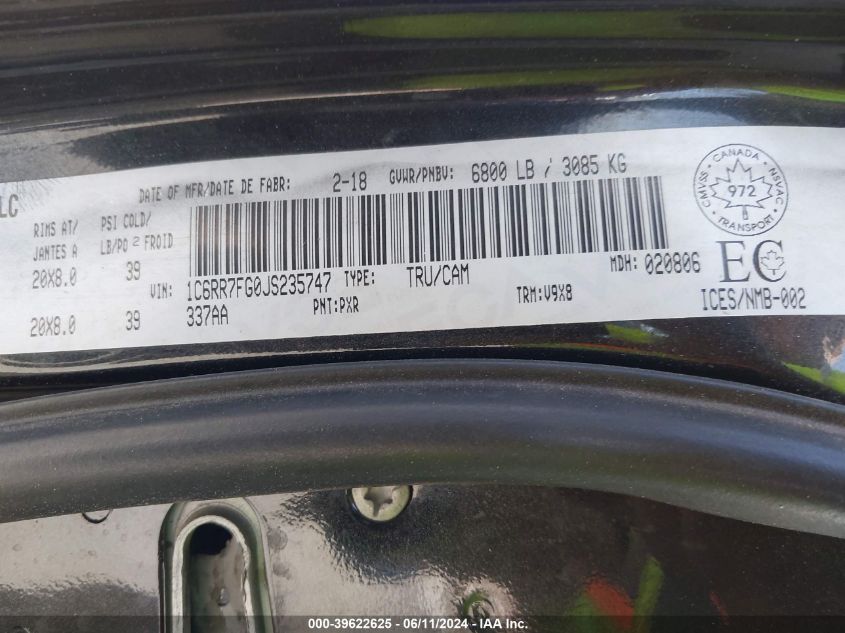 LC
DATE OF MFR/DATE DE FABR: 2-18 GVWR/PNBV: 6800 LB / 3085 KG
RIMS AT/ PSI COLD/
JANTES A LB/PO 2 FROID
20X8.0 39
20X8.0 39
VIN: 1C6RR7FG0JS235747 TYPE: TRU/CAM MDH: 020806
337AA PNT:PXR TRM:V9X8
CANADA
CMVSS 972 NSVAC
TRANSPORT
EC
ICES/NMB-002
000-39622625 - 06/11/2024 - IAA Inc.